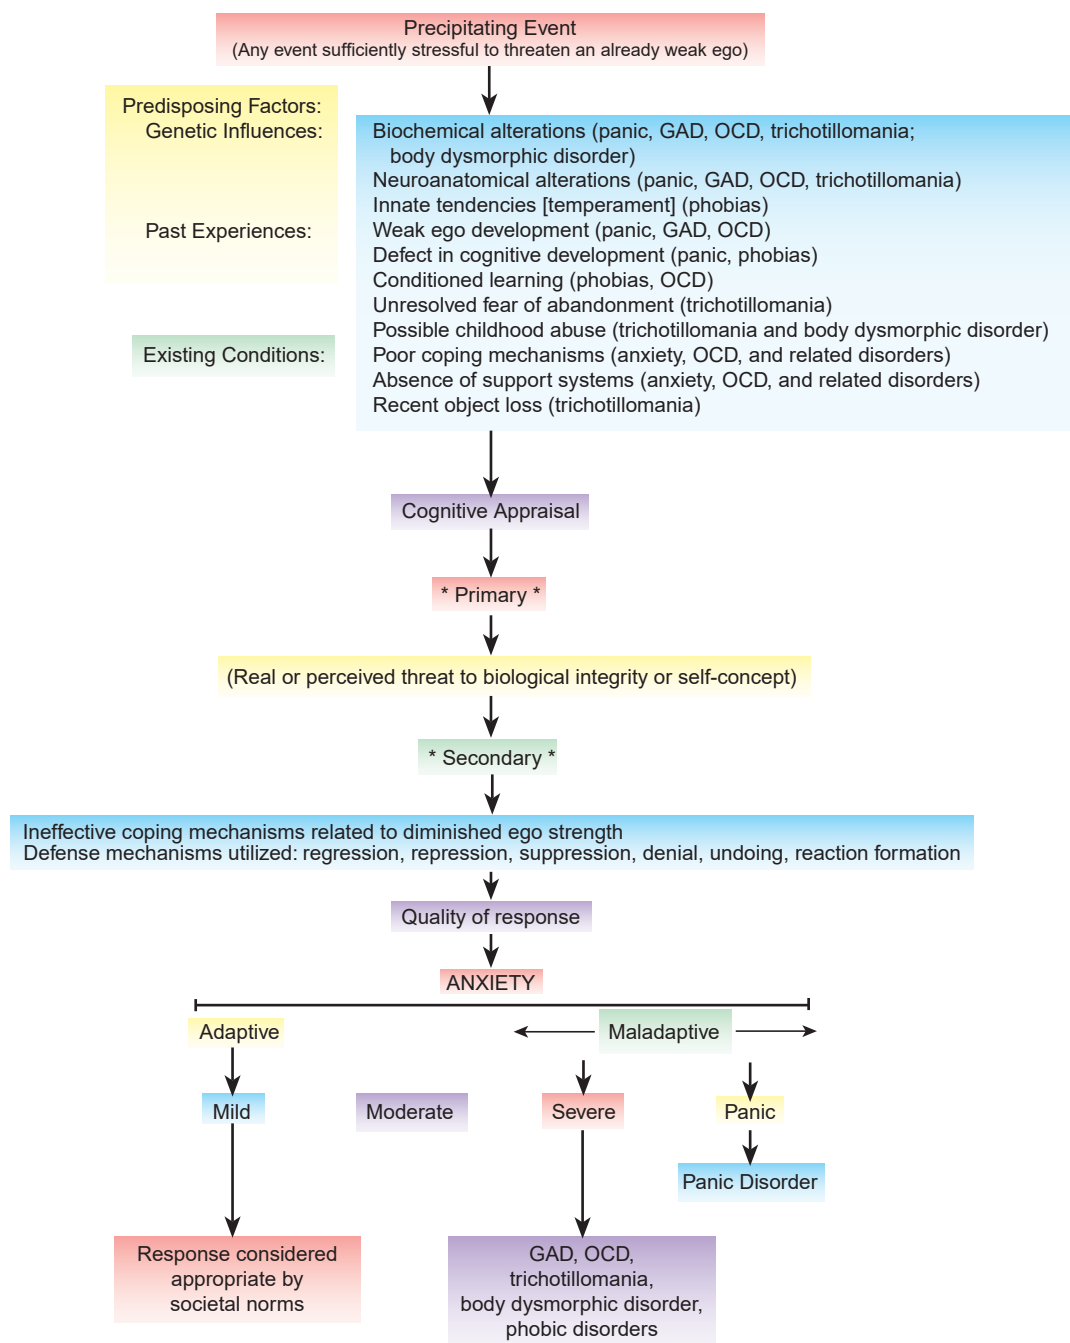 Precipitating Event
(Any event sufficiently stressful to threaten an already weak ego)
Predisposing Factors:
Genetic Influences:
Biochemical alterations (panic, GAD, OCD, trichotillomania;
body dysmorphic disorder)
Neuroanatomical alterations (panic, GAD, OCD, trichotillomania)
Innate tendencies [temperament] (phobias)
Past Experiences:
Weak ego development (panic, GAD, OCD)
Defect in cognitive development (panic, phobias)
Conditioned learning (phobias, OCD)
Unresolved fear of abandonment (trichotillomania)
Possible childhood abuse (trichotillomania and body dysmorphic disorder)
Existing Conditions:
Poor coping mechanisms (anxiety, OCD, and related disorders)
Absence of support systems (anxiety, OCD, and related disorders)
Recent object loss (trichotillomania)
Cognitive Appraisal
* Primary *
(Real or perceived threat to biological integrity or self-concept)
* Secondary *
Ineffective coping mechanisms related to diminished ego strength
Defense mechanisms utilized: regression, repression, suppression, denial, undoing, reaction formation
Quality of response
ANXIETY
Adaptive
Maladaptive
Mild
Moderate
Severe
Panic
Panic Disorder
Response considered
appropriate by
societal norms
GAD, OCD,
trichotillomania,
body dysmorphic disorder,
phobic disorders